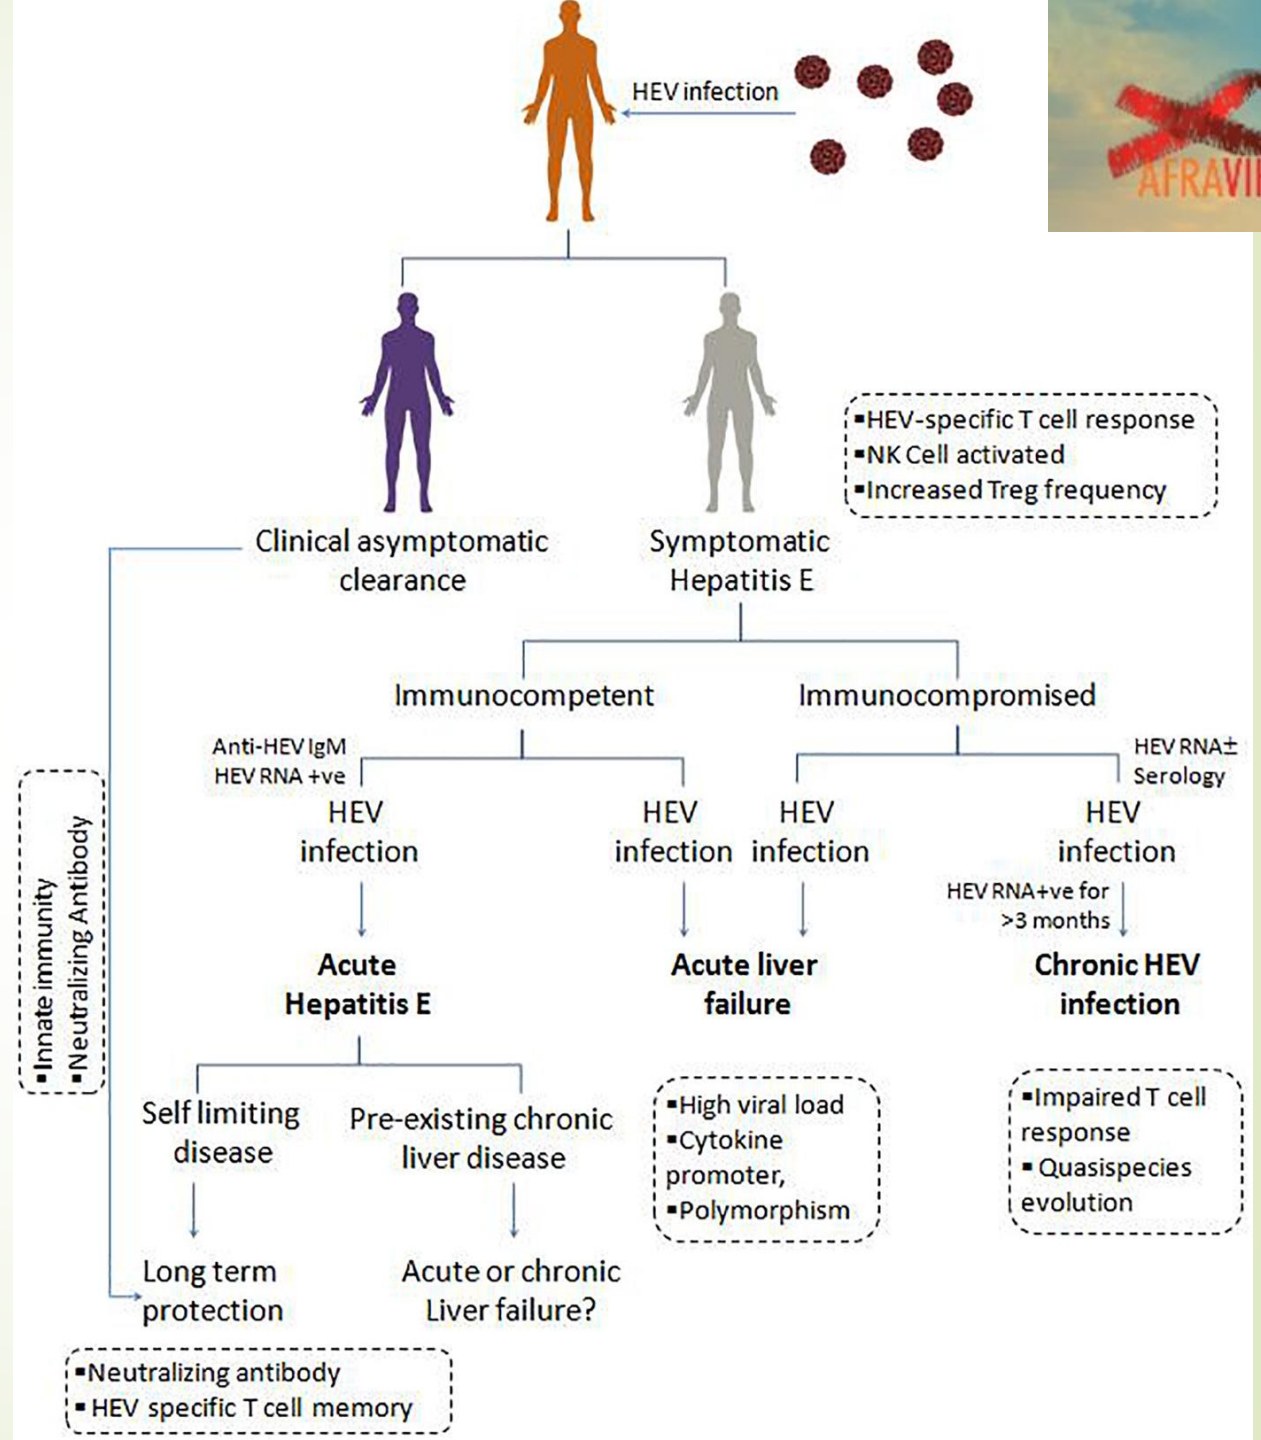 HEV infection
AFRAVI
▪HEV-specific T cell response
▪NK Cell activated
▪Increased Treg frequency
Clinical asymptomatic
clearance
Symptomatic
Hepatitis E
Immunocompetent
Immunocompromised
Anti-HEV IgM
HEV RNA +ve
HEV RNA±
Serology
HEV
infection
HEV
infection
HEV
infection
HEV
infection
HEV RNA+ve for
>3 months
▪Innate immunity
▪Neutralizing Antibody
Acute
Hepatitis E
Acute liver
failure
Chronic HEV
infection
Self limiting
disease
Pre-existing chronic
liver disease
▪High viral load
▪Cytokine
promoter,
▪Polymorphism
▪Impaired T cell
response
▪ Quasispecies
evolution
Long term
protection
Acute or chronic
Liver failure?
▪Neutralizing antibody
▪ HEV specific T cell memory